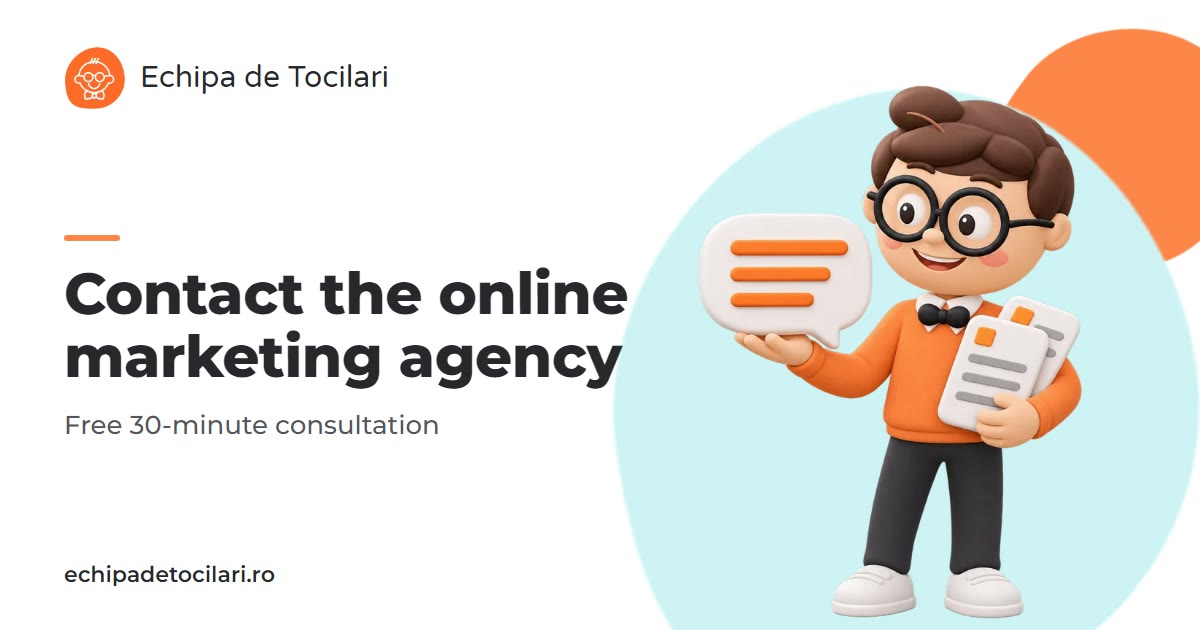 Echipa de Tocilari
Contact the online
marketing agency
Free 30-minute consultation
echipadetocilari.ro